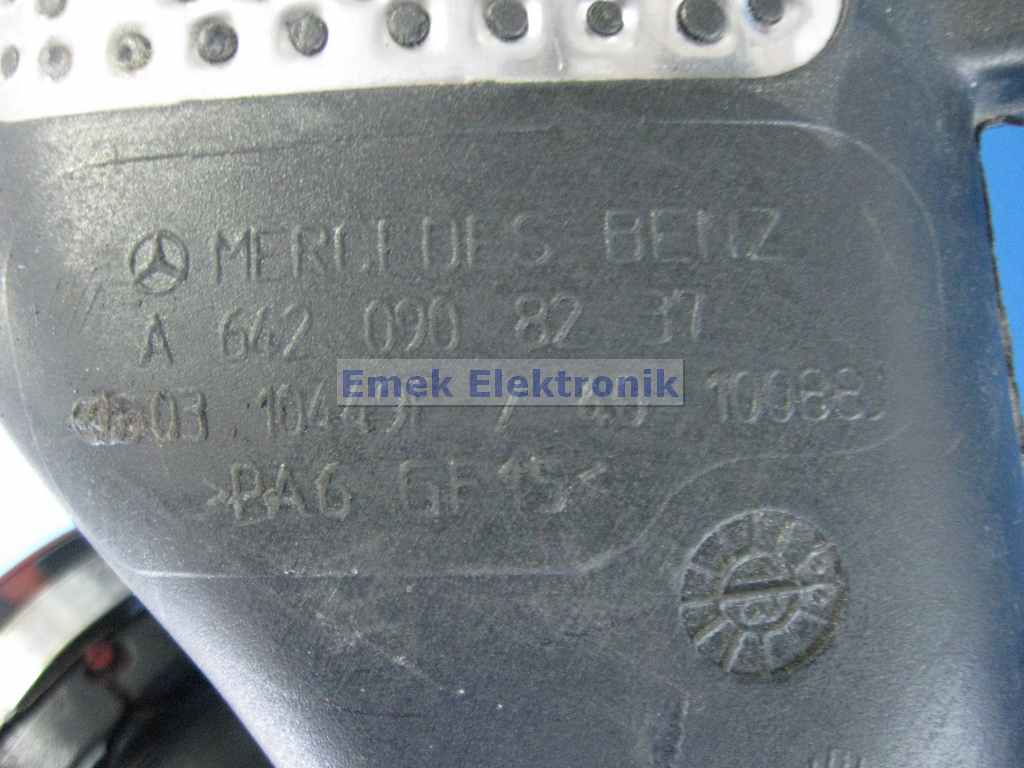 MERCEDES BENZ
A 642 090 82 37
Emek Elektronik
>PA6 GF15<